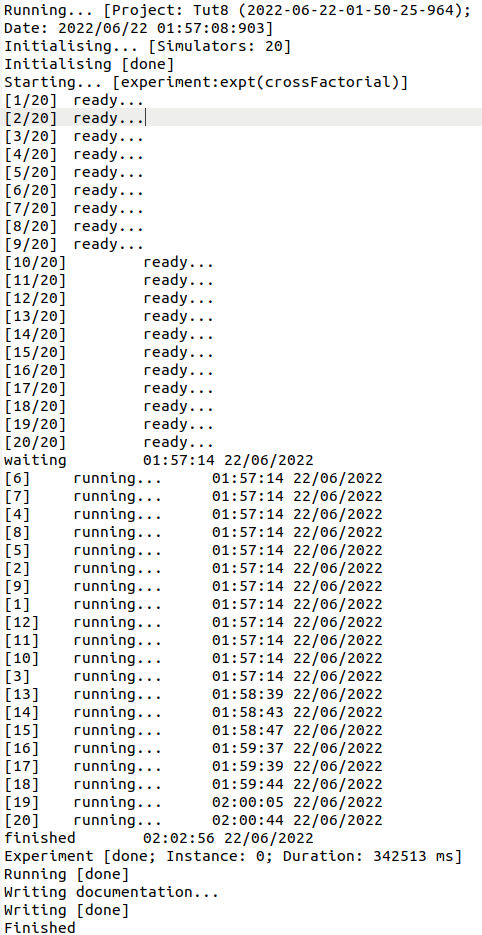 Running... [Project: Tut8 (2022-06-22-01-50-25-964);
Date: 2022/06/22 01:57:08:903]
Initialising... [Simulators: 20]
Initialising [done]
Starting... [experiment:expt(crossFactorial)]
[1/20] ready...
[2/20] ready...
[3/20] ready...
[4/20] ready...
[5/20] ready...
[6/20] ready...
[7/20] ready...
[8/20] ready...
[9/20] ready...
[10/20] ready...
[11/20] ready...
[12/20] ready...
[13/20] ready...
[14/20] ready...
[15/20] ready...
[16/20] ready...
[17/20] ready...
[18/20] ready...
[19/20] ready...
[20/20] ready...
waiting 01:57:14 22/06/2022
[6] running... 01:57:14 22/06/2022
[7] running... 01:57:14 22/06/2022
[4] running... 01:57:14 22/06/2022
[8] running... 01:57:14 22/06/2022
[5] running... 01:57:14 22/06/2022
[2] running... 01:57:14 22/06/2022
[9] running... 01:57:14 22/06/2022
[1] running... 01:57:14 22/06/2022
[12] running... 01:57:14 22/06/2022
[11] running... 01:57:14 22/06/2022
[10] running... 01:57:14 22/06/2022
[3] running... 01:57:14 22/06/2022
[13] running... 01:58:39 22/06/2022
[14] running... 01:58:43 22/06/2022
[15] running... 01:58:47 22/06/2022
[16] running... 01:59:37 22/06/2022
[17] running... 01:59:39 22/06/2022
[18] running... 01:59:44 22/06/2022
[19] running... 02:00:05 22/06/2022
[20] running... 02:00:44 22/06/2022
finished 02:02:56 22/06/2022
Experiment [done; Instance: 0; Duration: 342513 ms]
Running [done]
Writing documentation...
Writing [done]
Finished